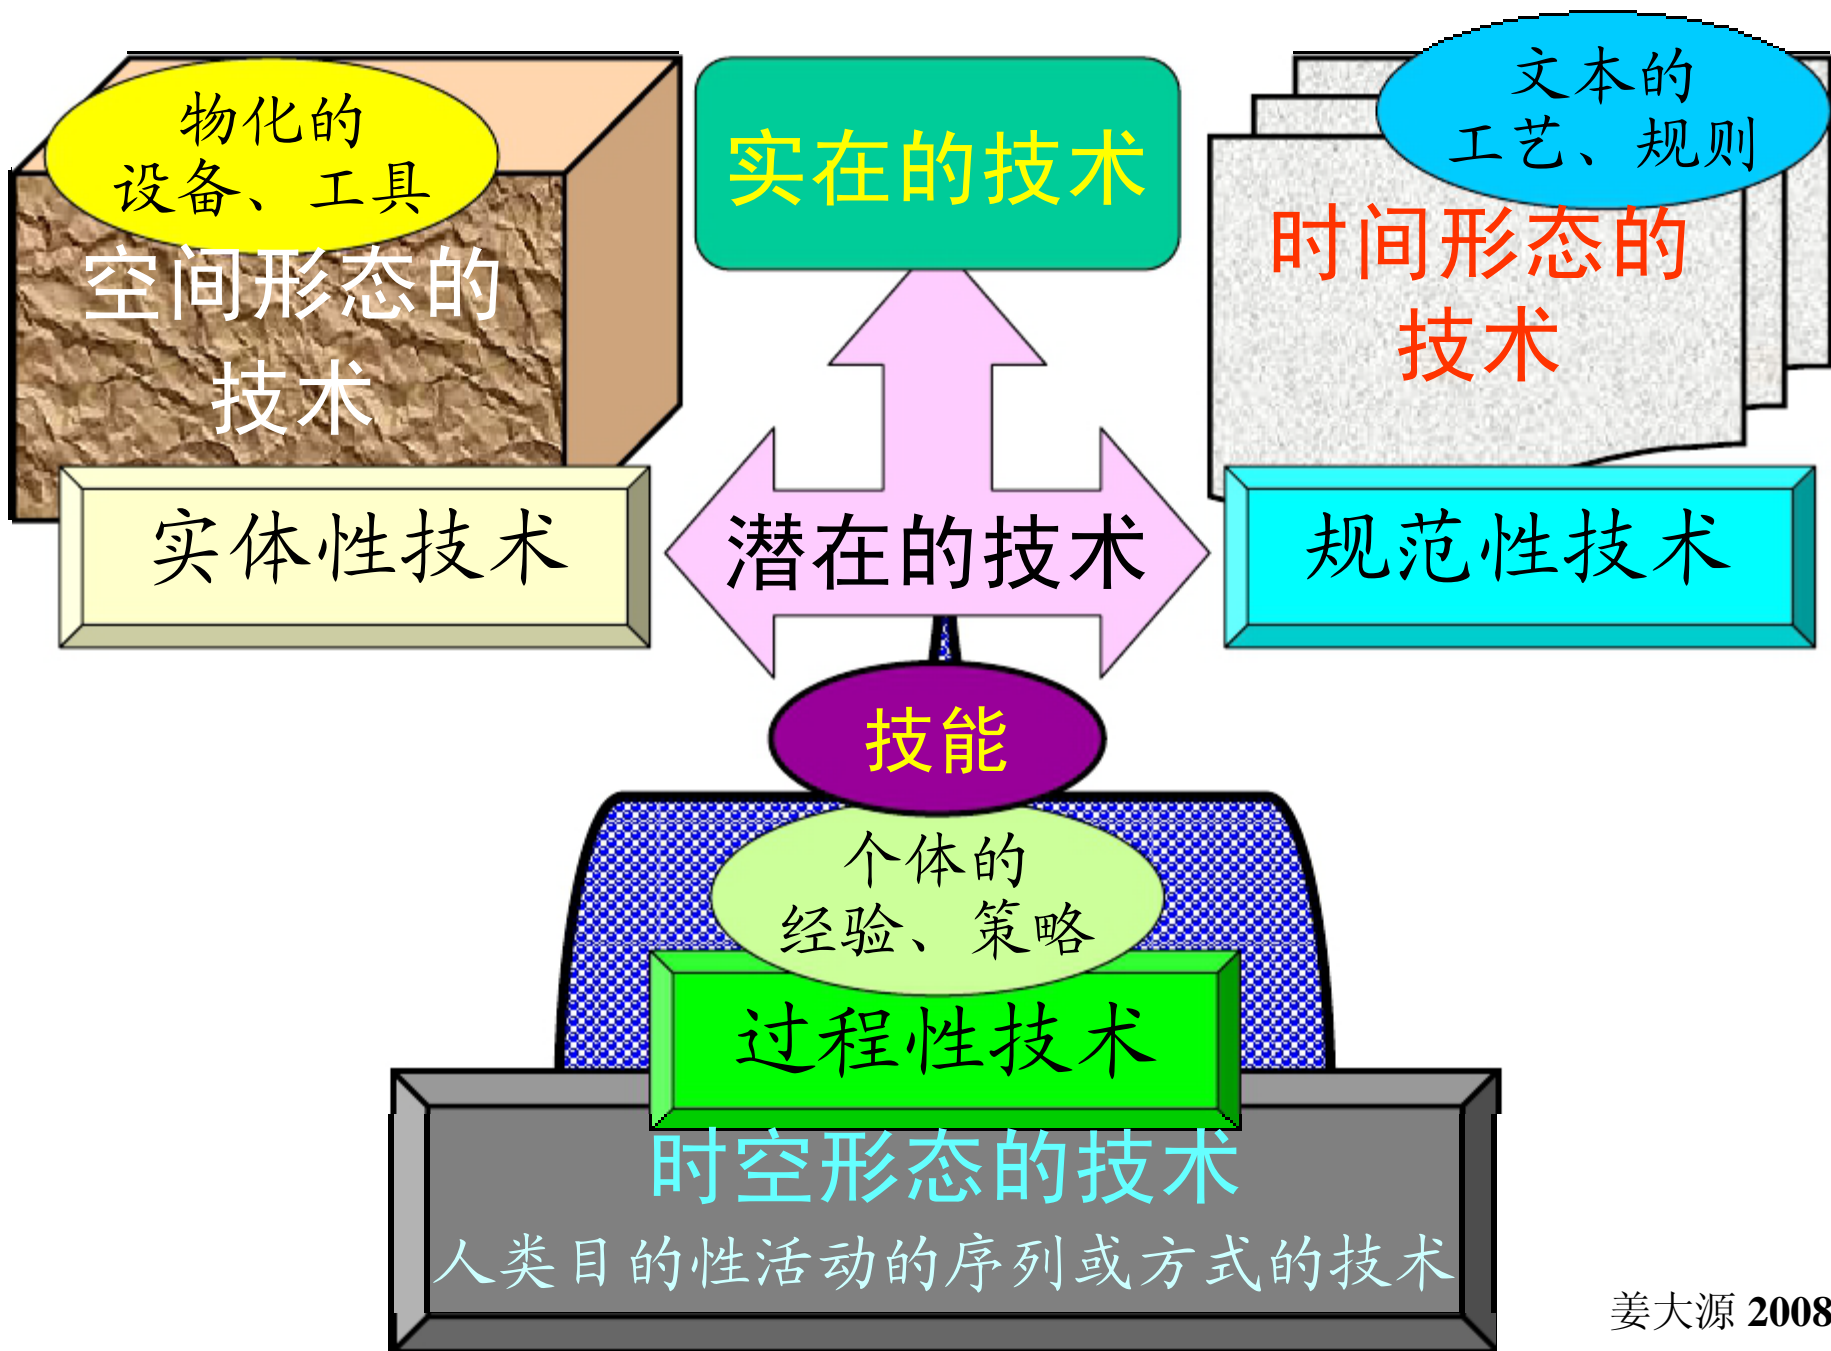 物化的
设备、工具
空间形态的
技术
实体性技术
实在的技术
文本的
工艺、规则
时间形态的
技术
规范性技术
潜在的技术
技能
个体的
经验、策略
过程性技术
时空形态的技术
人类目的性活动的序列或方式的技术
姜大源 2008